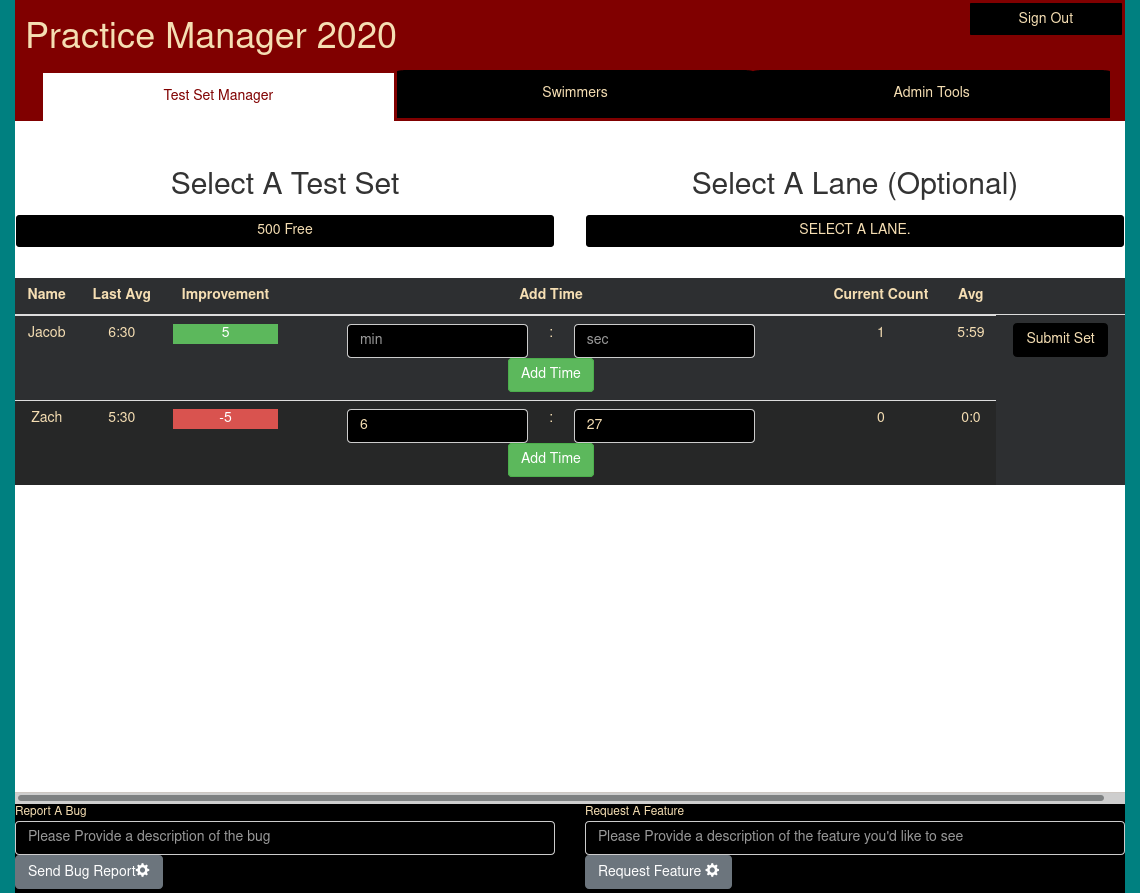 Practice Manager 2020
Sign Out
Test Set Manager Swimmers Admin Tools
Select A Test Set Select A Lane (Optional)
500 Free SELECT A LANE.
Name Last Avg Improvement Add Time Current Count Avg
Jacob 6:30 5 min : sec 1 5:59 Submit Set
Add Time
Zach 5:30 -5 6 : 27 0 0:0
Add Time
Report A Bug Request A Feature
Please Provide a description of the bug Please Provide a description of the feature you'd like to see
Send Bug Report Request Feature